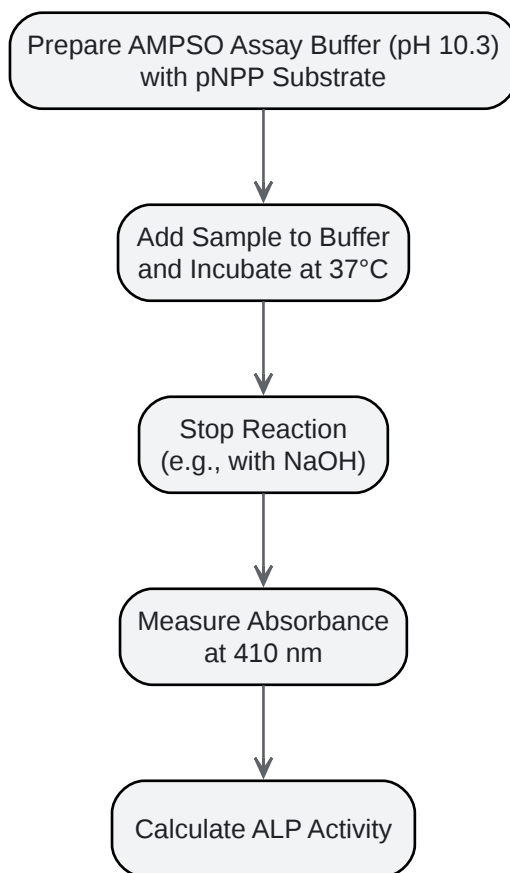 Prepare AMPSO Assay Buffer (pH 10.3)
with pNPP Substrate
Add Sample to Buffer
and Incubate at 37°C
Stop Reaction
(e.g., with NaOH)
Measure Absorbance
at 410 nm
Calculate ALP Activity